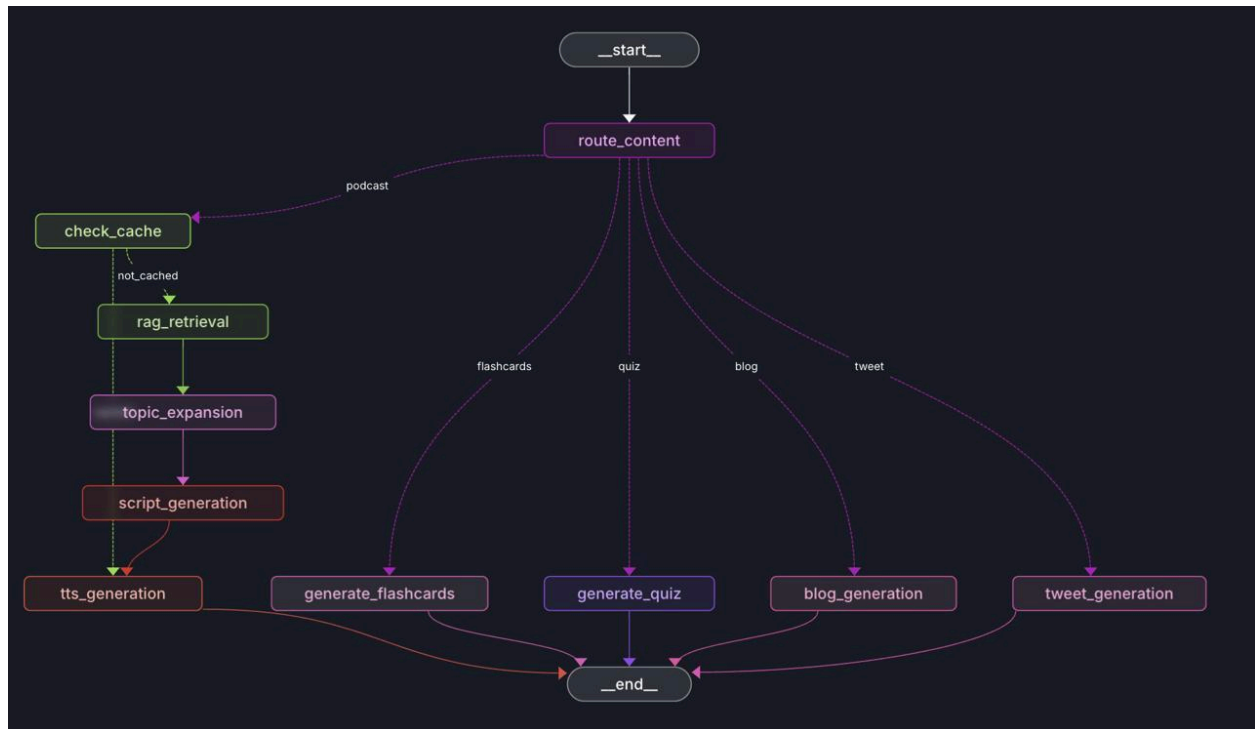 __start__
route_content
podcast
check_cache
not_cached
rag_retrieval
flashcards
quiz
blog
tweet
topic_expansion
script_generation
tts_generation
generate_flashcards
generate_quiz
blog_generation
tweet_generation
__end__